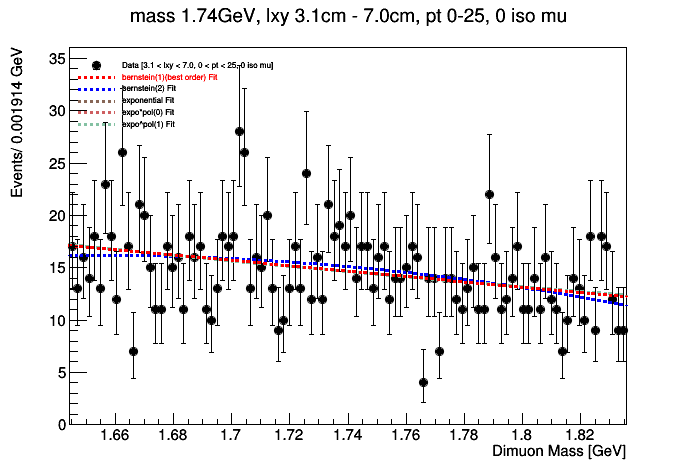 mass 1.74GeV, lxy 3.1cm - 7.0cm, pt 0-25, 0 iso mu
Events/ 0.001914 GeV
35
30
25
20
15
10
5
0
Data [3.1 < lxy < 7.0, 0 < pt < 25, 0 iso mu]
bernstein(1)(best order) Fit
bernstein(2) Fit
exponential Fit
expo*pol(0) Fit
expo*pol(1) Fit
1.66 1.68 1.7 1.72 1.74 1.76 1.78 1.8 1.82
Dimuon Mass [GeV]